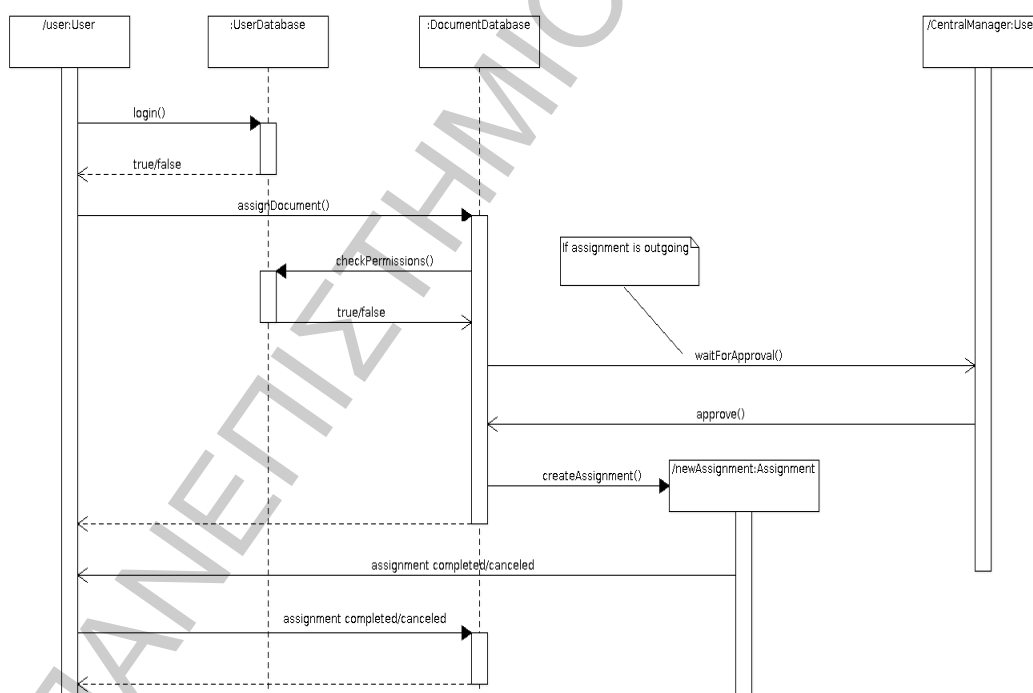 /user:User
:UserDatabase
:DocumentDatabase
/CentralManager:Use
login()
true/false
assignDocument()
If assignment is outgoing
checkPermissions()
true/false
waitForApproval()
approve()
/newAssignment:Assignment
createAssignment()
assignment completed/canceled
assignment completed/canceled
ΠΑΝΕΠΙΣΤΗΜΙΟ